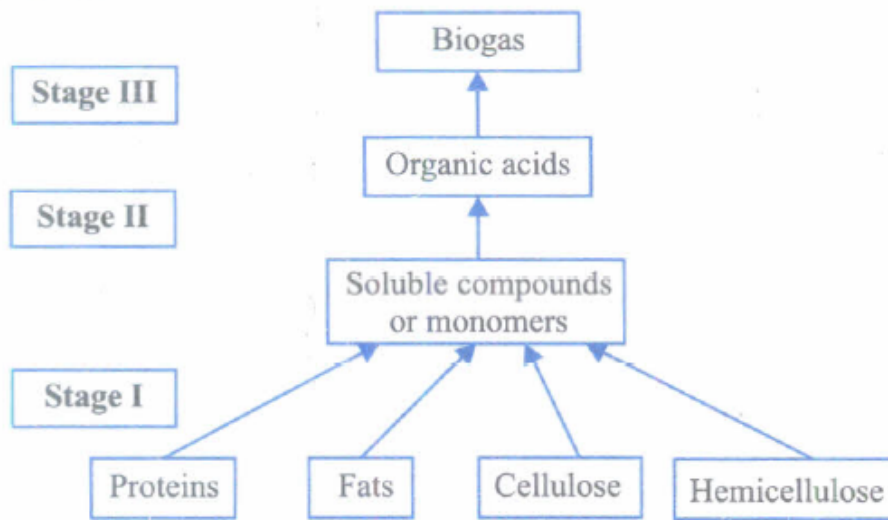 Biogas
Stage III
Organic acids
Stage II
Soluble compounds
or monomers
Stage I
Proteins
Fats
Cellulose
Hemicellulose